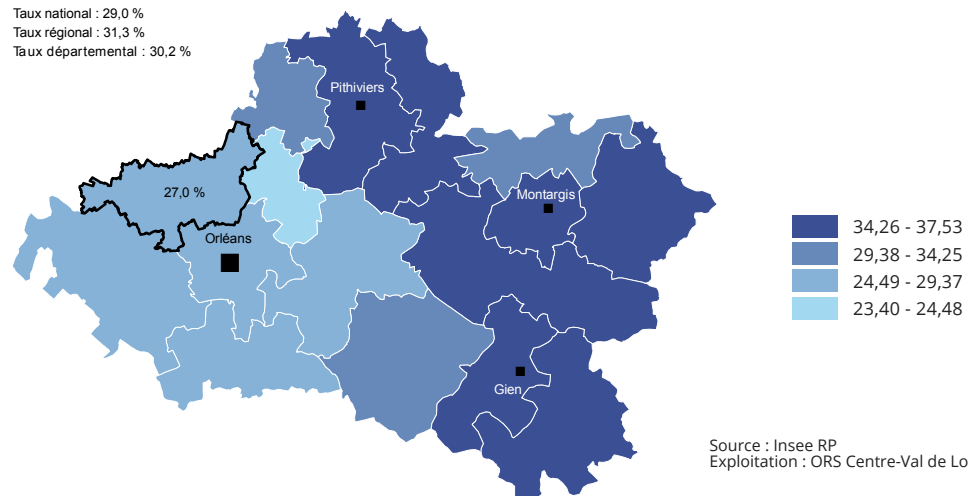 Taux national : 29,0 %
Taux régional : 31,3 %
Taux départemental : 30,2 %
Pithiviers
27,0 %
Montargis
Orléans
Gien
34,26 - 37,53
29,38 - 34,25
24,49 - 29,37
23,40 - 24,48
Source : Insee RP
Exploitation : ORS Centre-Val de Lo